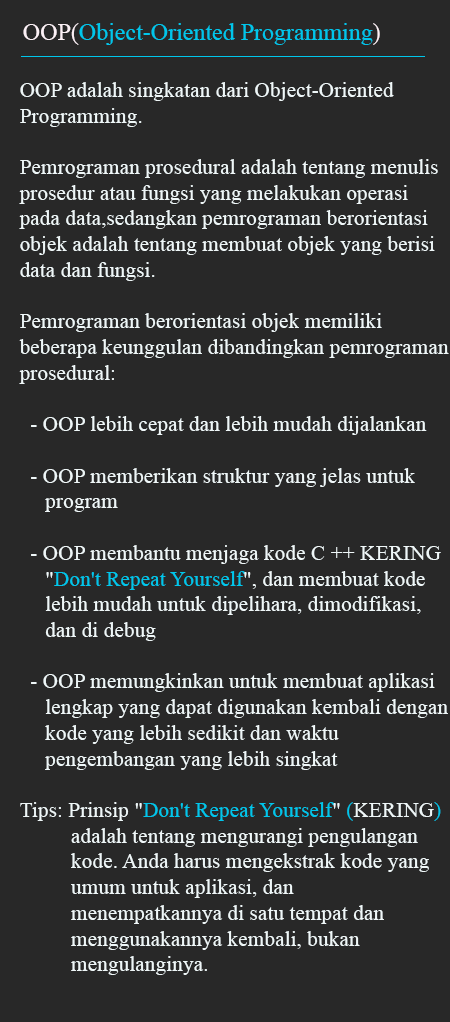 OOP(Object-Oriented Programming)
OOP adalah singkatan dari Object-Oriented
Programming.
Pemrograman prosedural adalah tentang menulis
prosedur atau fungsi yang melakukan operasi
pada data,sedangkan pemrograman berorientasi
objek adalah tentang membuat objek yang berisi
data dan fungsi.
Pemrograman berorientasi objek memiliki
beberapa keunggulan dibandingkan pemrograman
prosedural:
- OOP lebih cepat dan lebih mudah dijalankan
- OOP memberikan struktur yang jelas untuk
program
- OOP membantu menjaga kode C ++ KERING
"Don't Repeat Yourself", dan membuat kode
lebih mudah untuk dipelihara, dimodifikasi,
dan di debug
- OOP memungkinkan untuk membuat aplikasi
lengkap yang dapat digunakan kembali dengan
kode yang lebih sedikit dan waktu
pengembangan yang lebih singkat
Tips: Prinsip "Don't Repeat Yourself" (KERING)
adalah tentang mengurangi pengulangan
kode. Anda harus mengekstrak kode yang
umum untuk aplikasi, dan
menempatkannya di satu tempat dan
menggunakannya kembali, bukan
mengulanginya.